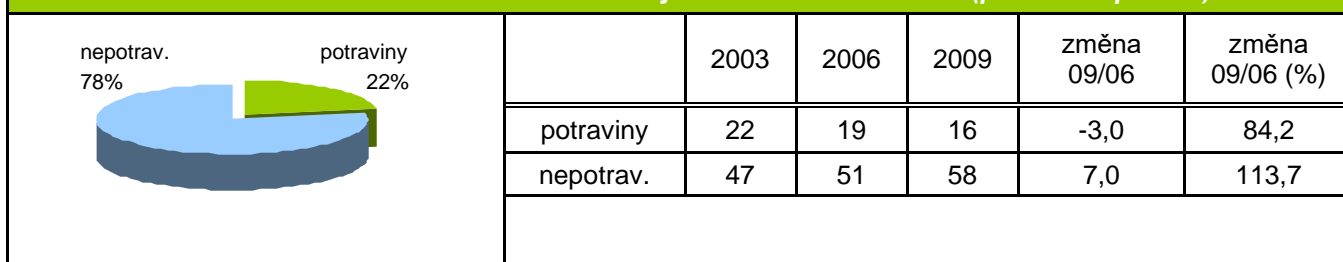 nepotrav. potraviny
78% 22%
2003 2006 2009 změna 09/06 změna 09/06 (%)
potraviny 22 19 16 -3,0 84,2
nepotrav. 47 51 58 7,0 113,7